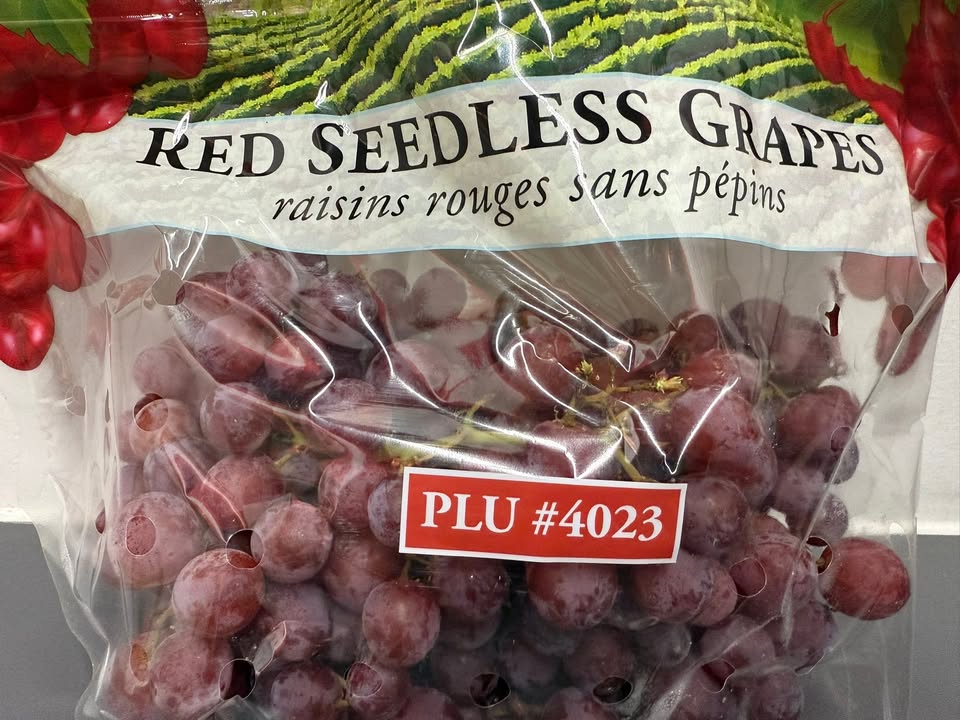 RED SEEDLESS GRAPES
raisins rouges sans pépins
PLU #4023